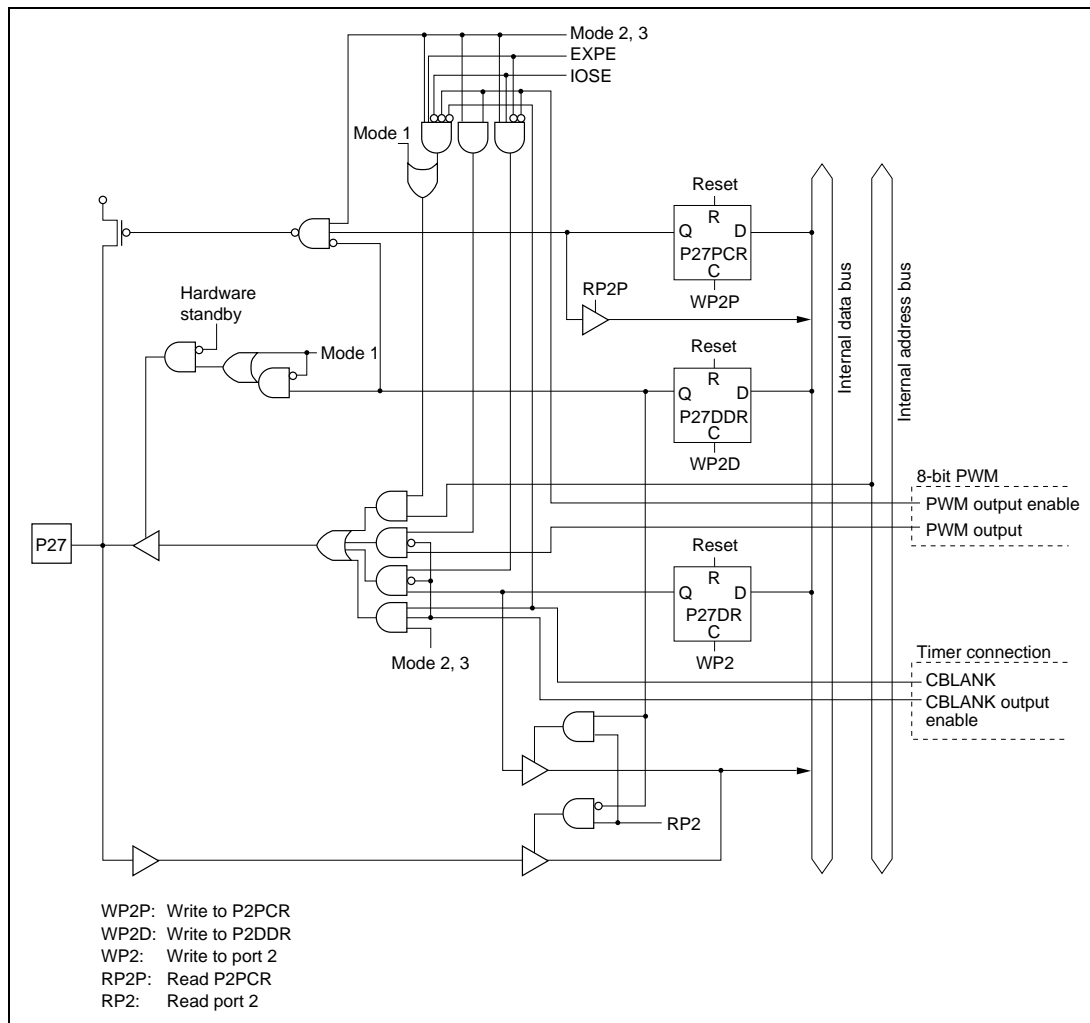 Mode 2, 3
EXPE
IOSE
Mode 1
Reset
R
Q D
P27PCR
C
WP2P
Hardware
standby
RP2P
Mode 1
Reset
R
Q D
P27DDR
C
WP2D
Internal data bus
Internal address bus
8-bit PWM
PWM output enable
PWM output
P27
Reset
R
Q D
P27DR
C
WP2
Mode 2, 3
Timer connection
CBLANK
CBLANK output
enable
RP2
WP2P: Write to P2PCR
WP2D: Write to P2DDR
WP2: Write to port 2
RP2P: Read P2PCR
RP2: Read port 2